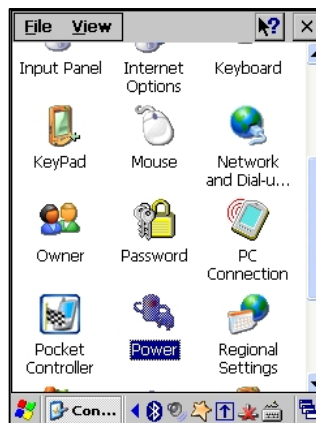 File View
Input Panel Internet Options Keyboard
KeyPad Mouse Network and Dial-u...
Owner Password PC Connection
Pocket Controller Power Regional Settings
Con...